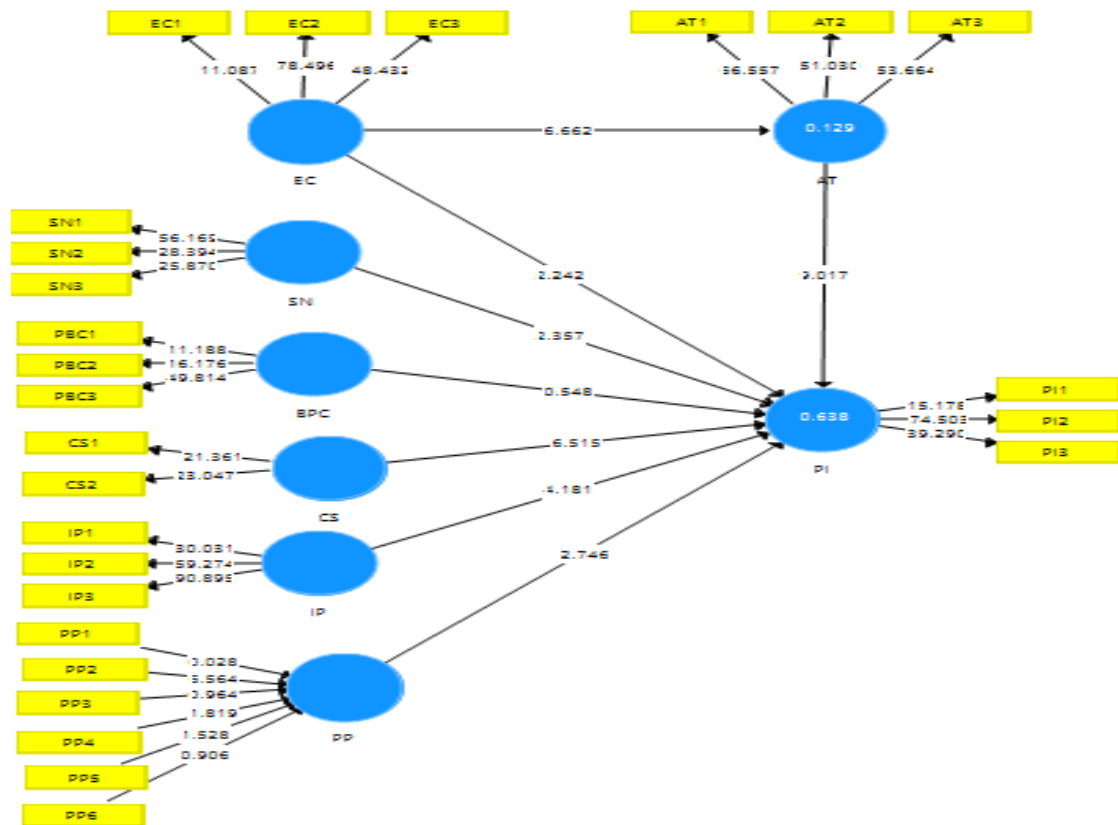 EC1 EC2 EC3 AT1 AT2 AT3
11.087 78.496 48.432 51.030 53.664
6.662 0.129
EC AT
SN1
SN2
SN3
56.169
28.394
25.870
SN
2.242
9.017
2.357
PBC1
PBC2
PBC3
11.188
16.176
49.814
BPC
0.548
0.638
PI
PI1
PI2
PI3
15.178
74.503
39.290
CS1
CS2
21.361
23.047
CS
6.515
4.181
IP1
IP2
IP3
30.031
59.274
90.895
IP
2.746
PP1
PP2
PP3
PP4
PP5
PP6
1.819
1.528
0.906
PP